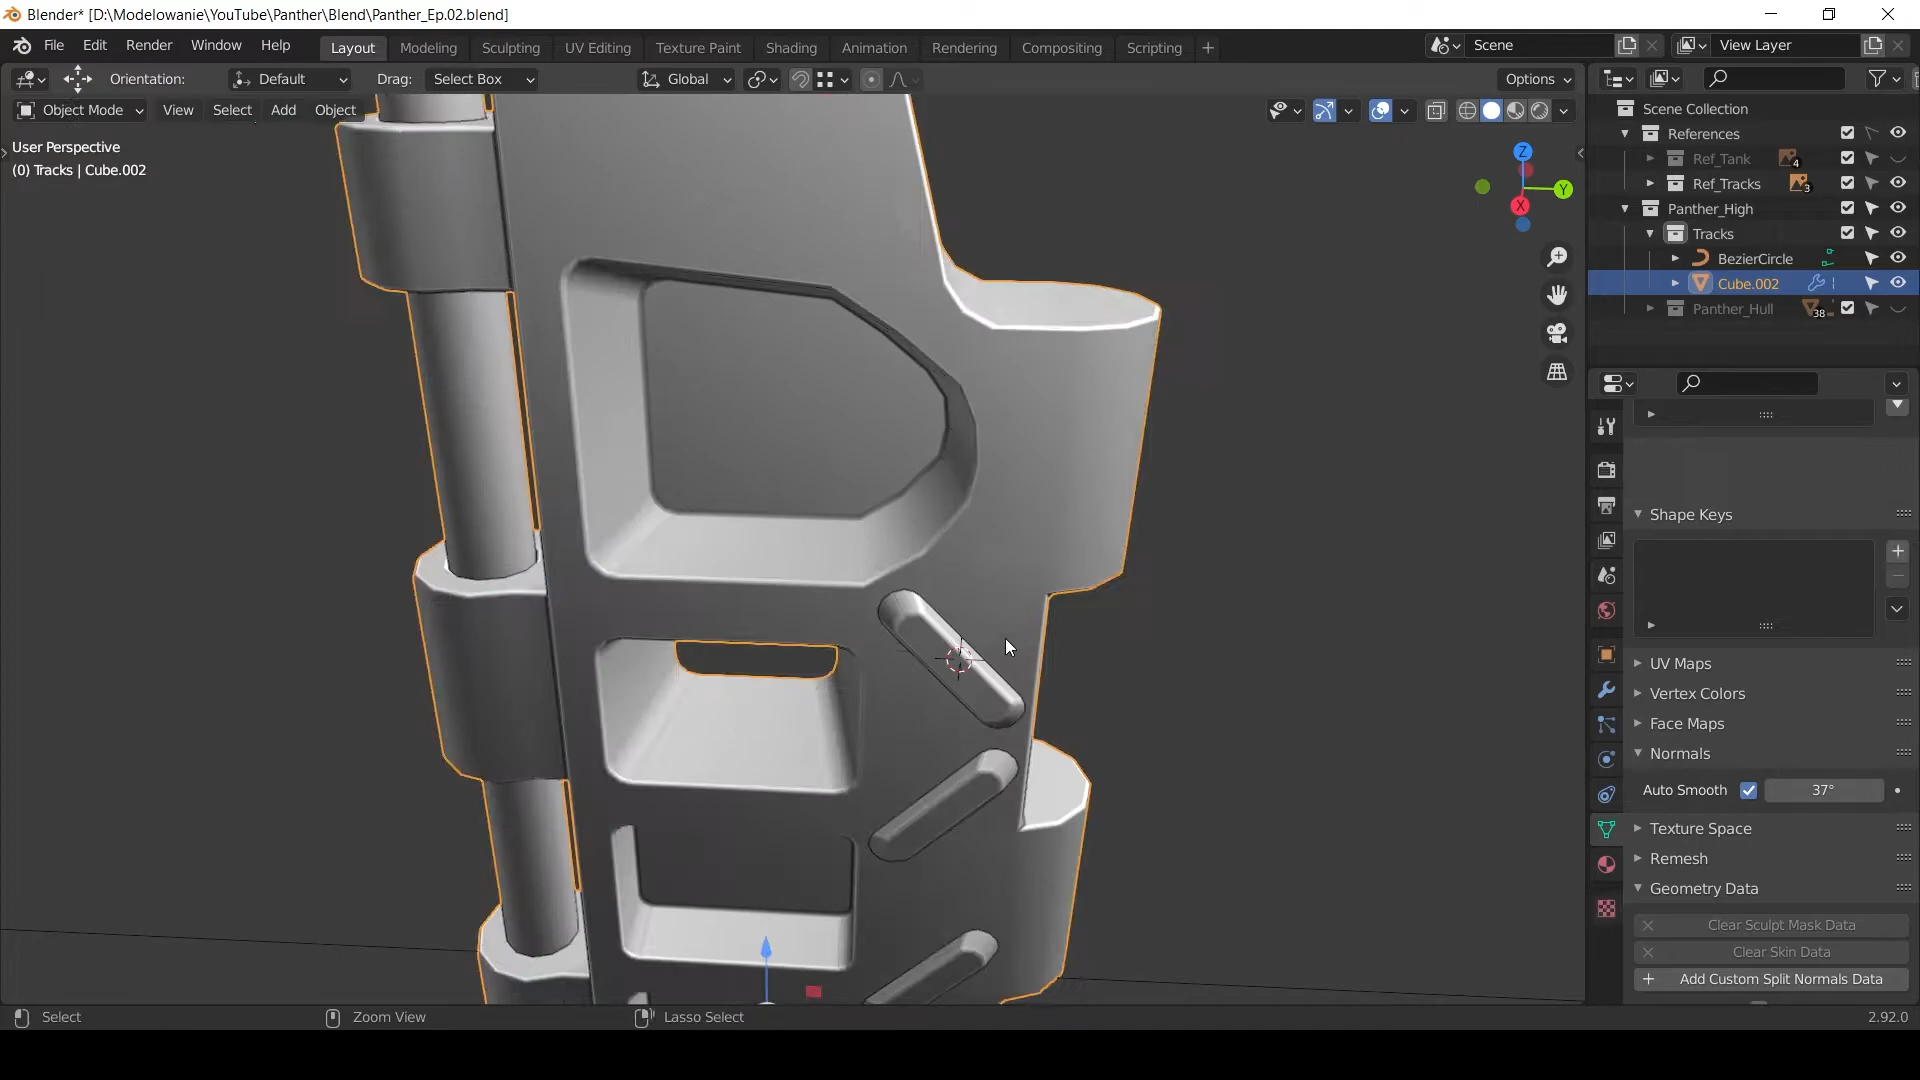 Blender* [D:\Modelowanie\YouTube\Panther\Blend\Panther_Ep.02.blend]
File Edit Render Window Help Layout Modeling Sculpting UV Editing Texture Paint Shading Animation Rendering Compositing Scripting + Scene View Layer
Orientation: Default Drag: Select Box Global Options
Object Mode View Select Add Object
User Perspective
(0) Tracks | Cube.002
Z
Y
X
Scene Collection
References
Ref_Tank 4
Ref_Tracks 3
Panther_High
Tracks
BezierCircle
Cube.002
Panther_Hull 38
Shape Keys
UV Maps
Vertex Colors
Face Maps
Normals
Auto Smooth 37°
Texture Space
Remesh
Geometry Data
Clear Sculpt Mask Data
Clear Skin Data
Add Custom Split Normals Data
Select Zoom View Lasso Select 2.92.0